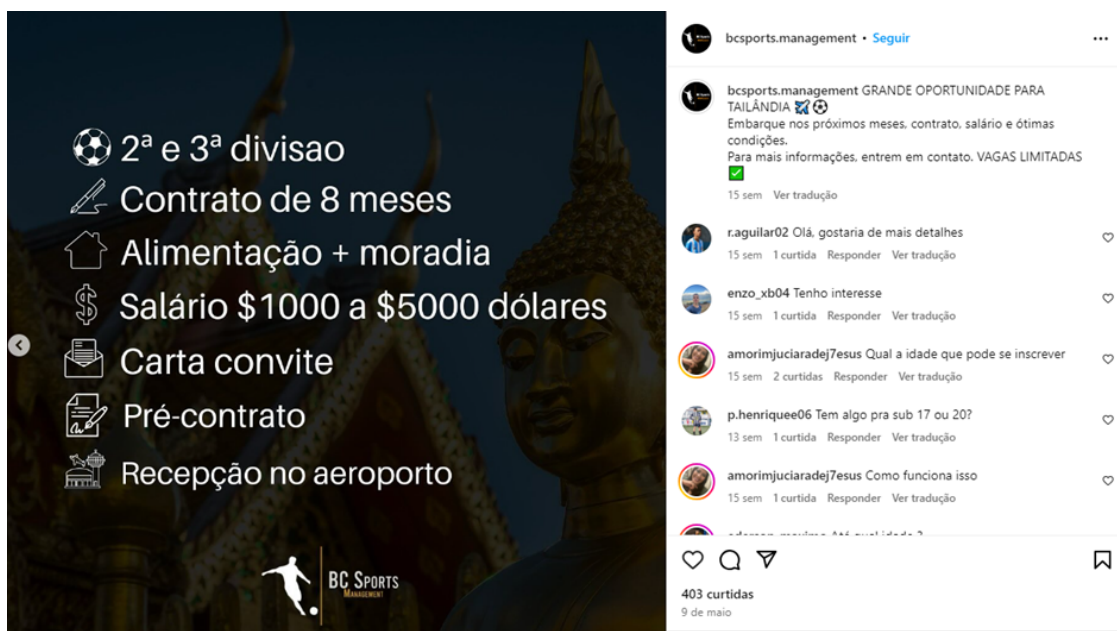 2ª e 3ª divisao
Contrato de 8 meses
Alimentação + moradia
Salário $1000 a $5000 dólares
Carta convite
Pré-contrato
Recepção no aeroporto
BC SPORTS
MANAGEMENT
bcsports.management • Seguir
bcsports.management GRANDE OPORTUNIDADE PARA
TAILÂNDIA ✈️⚽
Embarque nos próximos meses, contrato, salário e ótimas
condições.
Para mais informações, entrem em contato. VAGAS LIMITADAS
✅
15 sem Ver tradução
r.aguilar02 Olá, gostaria de mais detalhes
15 sem 1 curtida Responder Ver tradução
enzo_xb04 Tenho interesse
15 sem 1 curtida Responder Ver tradução
amorimjuciaradej7esus Qual a idade que pode se inscrever
15 sem 2 curtidas Responder Ver tradução
p.henriquee06 Tem algo pra sub 17 ou 20?
13 sem 1 curtida Responder Ver tradução
amorimjuciaradej7esus Como funciona isso
15 sem 1 curtida Responder Ver tradução
403 curtidas
9 de maio